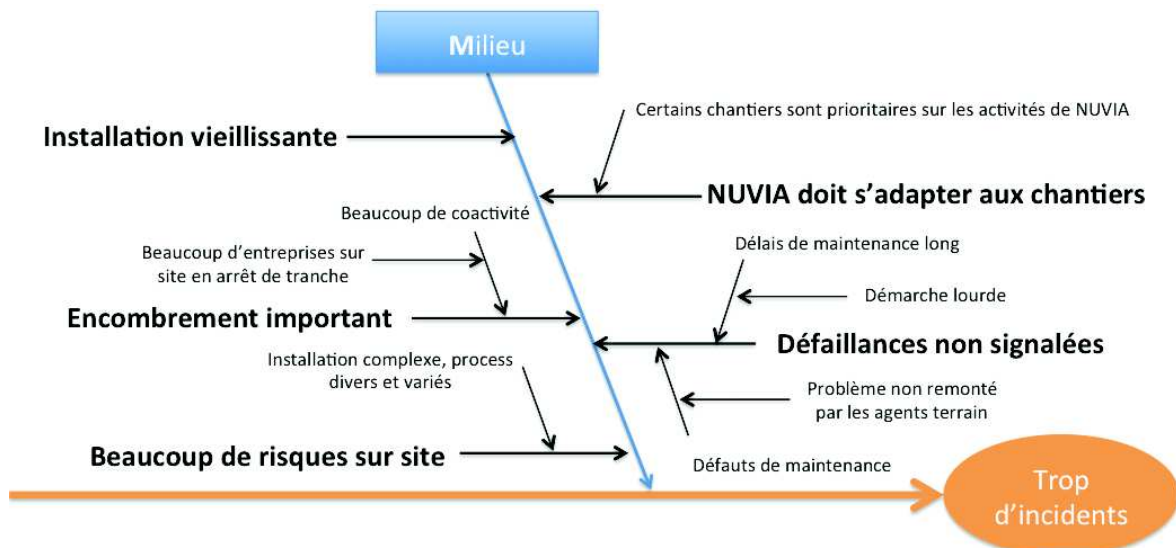 Milieu
Certains chantiers sont prioritaires sur les activités de NUVIA
Installation vieillissante
NUVIA doit s’adapter aux chantiers
Beaucoup de coactivité
Beaucoup d’entreprises sur
site en arrêt de tranche
Délais de maintenance long
Démarche lourde
Encombrement important
Défaillances non signalées
Installation complexe, process
divers et variés
Problème non remonté
par les agents terrain
Beaucoup de risques sur site
Défauts de maintenance
Trop
d’incidents